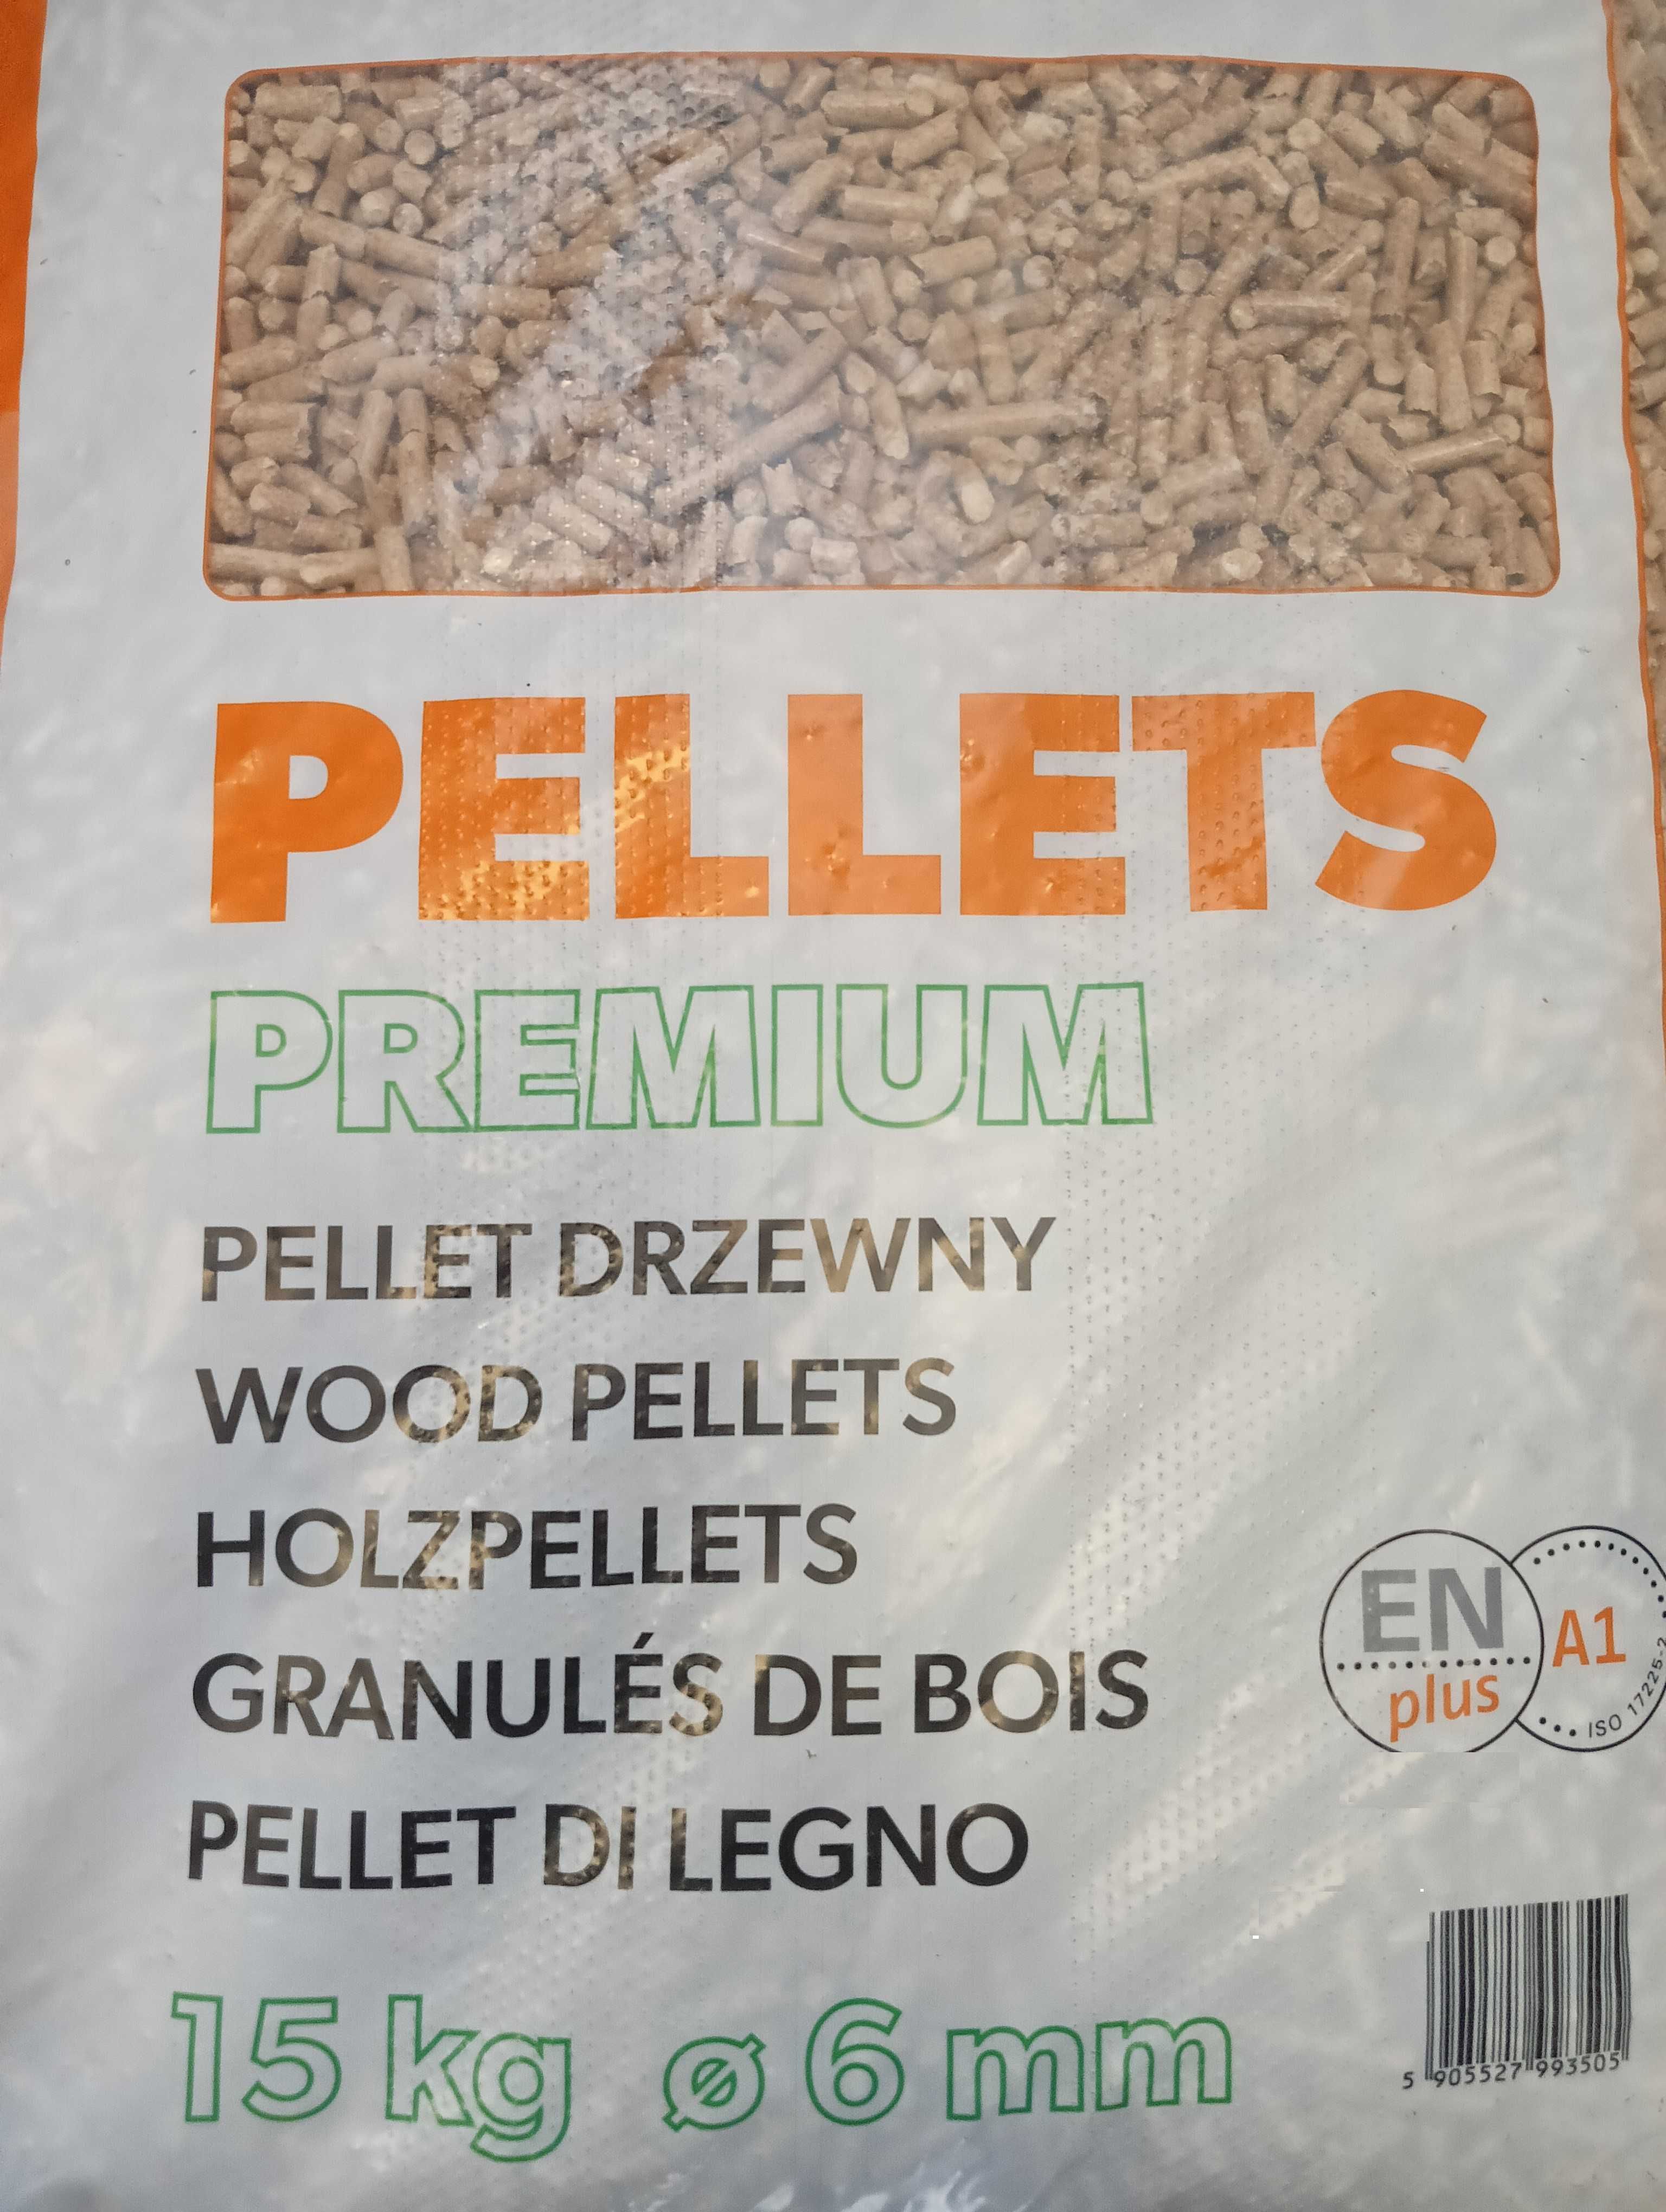 PELLETS
PREMIUM
PELLET DRZEWNY
WOOD PELLETS
HOLZPELLETS
GRANULÉS DE BOIS
PELLET DI LEGNO
EN
plus
A1
ISO 17225-2
15 kg ø 6 mm
5 905527 993505